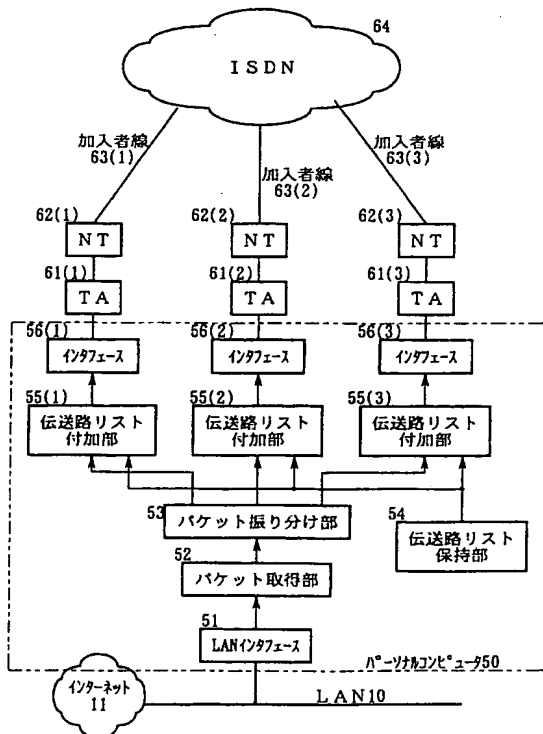 64
ISDN
加入者線
63(1)
加入者線
63(2)
加入者線
63(3)
62(1)
NT
62(2)
NT
62(3)
NT
61(1)
TA
61(2)
TA
61(3)
TA
56(1)
インタフェース
56(2)
インタフェース
56(3)
インタフェース
55(1)
伝送路リスト
付加部
55(2)
伝送路リスト
付加部
55(3)
伝送路リスト
付加部
53
パケット振り分け部
54
伝送路リスト
保持部
52
パケット取得部
51
LANインタフェース
パーソナルコンピュータ50
インターネット
11
LAN10